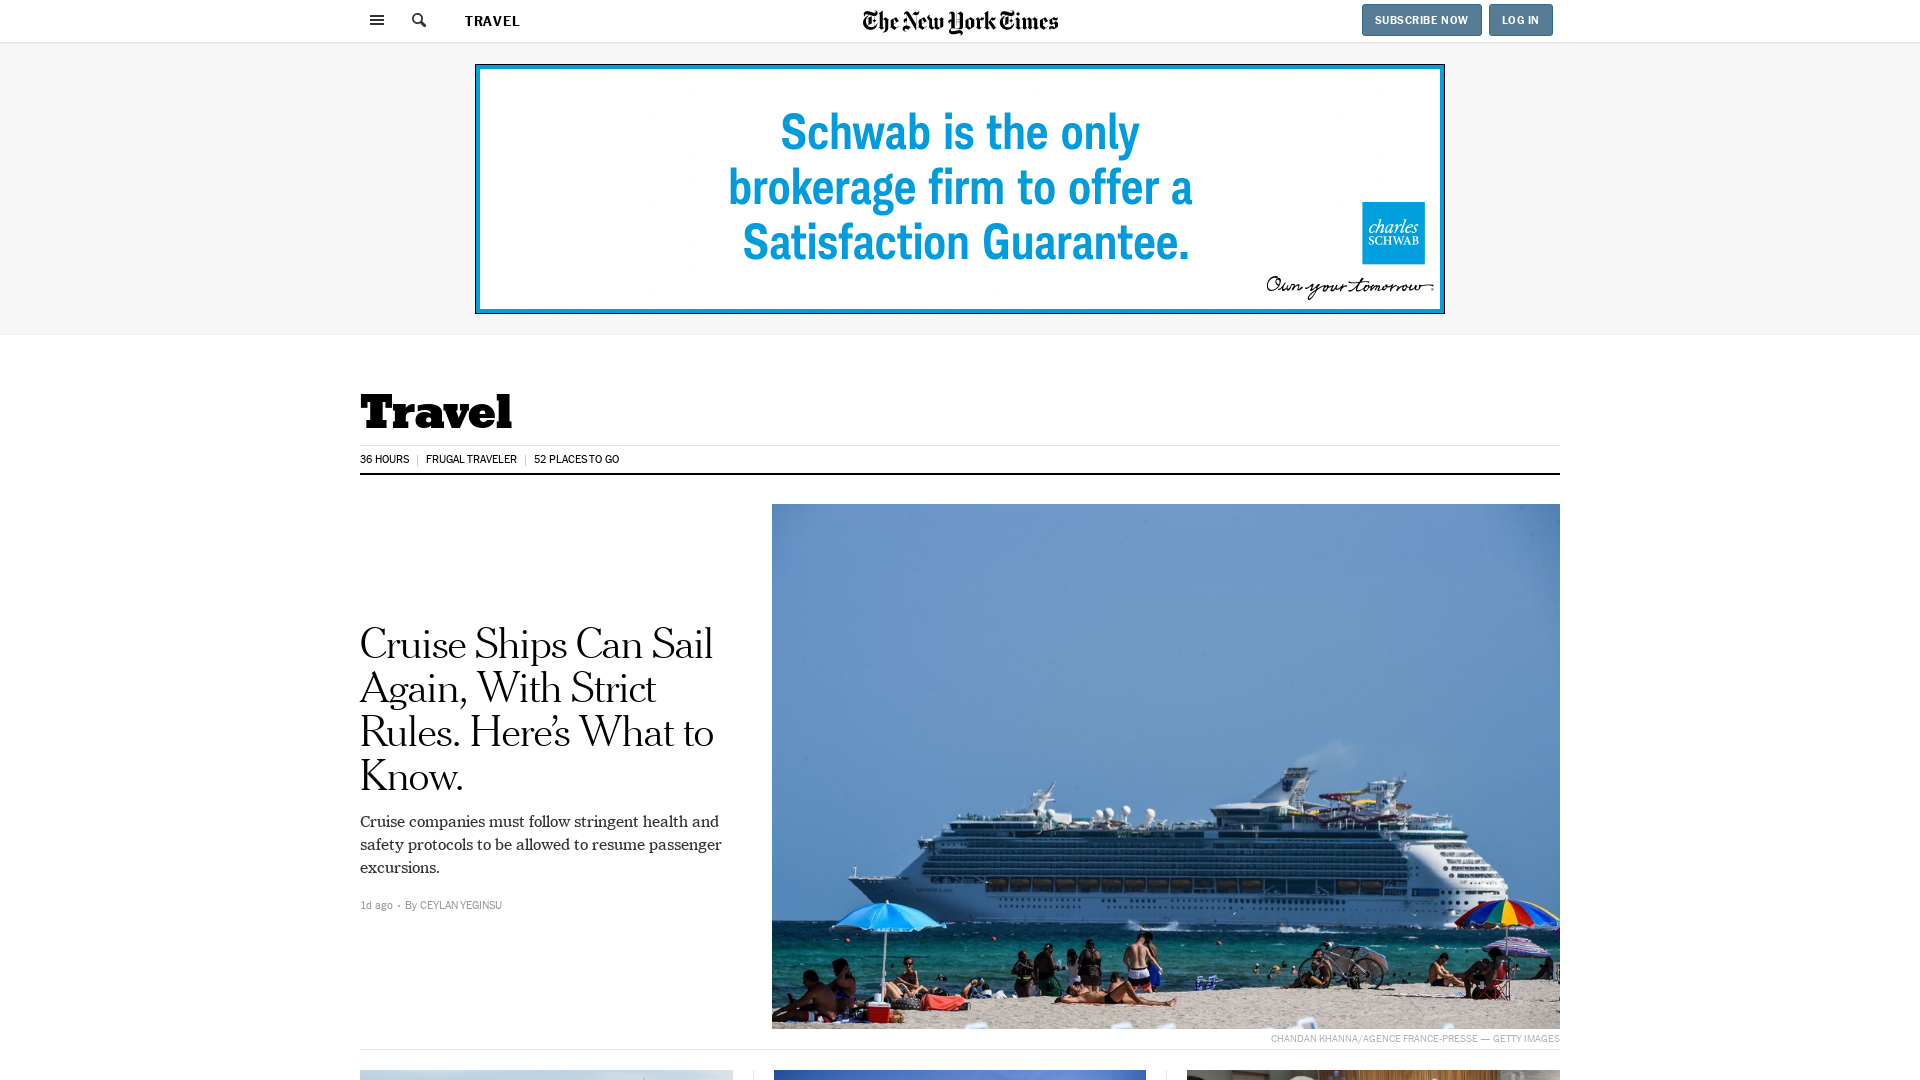 TRAVEL
The New York Times
SUBSCRIBE NOW
LOG IN
Schwab is the only
brokerage firm to offer a
Satisfaction Guarantee.
charles
SCHWAB
Own your tomorrow.
Travel
36 HOURS
FRUGAL TRAVELER
52 PLACES TO GO
Cruise Ships Can Sail
Again, With Strict
Rules. Here’s What to
Know.
Cruise companies must follow stringent health and
safety protocols to be allowed to resume passenger
excursions.
1d ago • By CEYLAN YEGINSU
CHANDAN KHANNA/AGENCE FRANCE-PRESSE — GETTY IMAGES